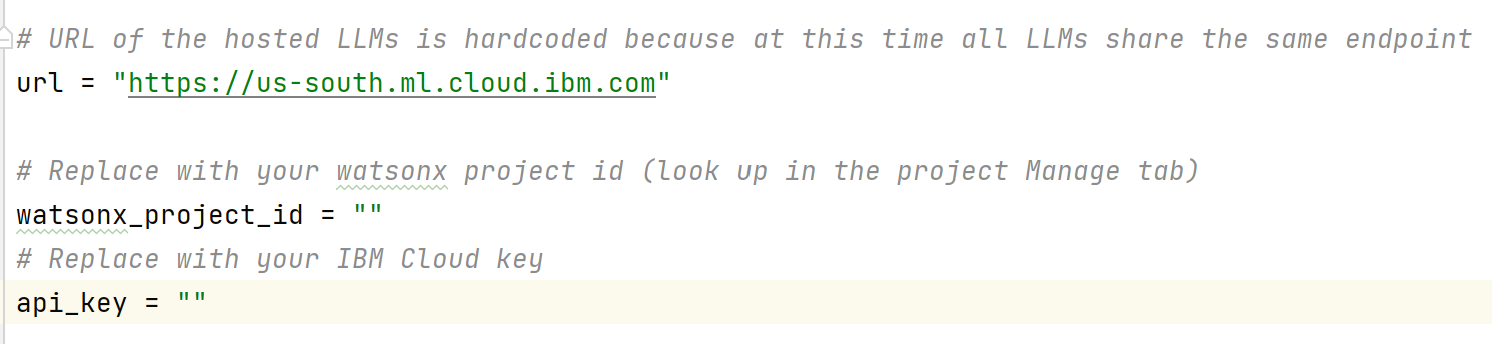 # URL of the hosted LLMs is hardcoded because at this time all LLMs share the same endpoint
url = "https://us-south.ml.cloud.ibm.com"
# Replace with your watsonx project id (look up in the project Manage tab)
watsonx_project_id = ""
# Replace with your IBM Cloud key
api_key = ""